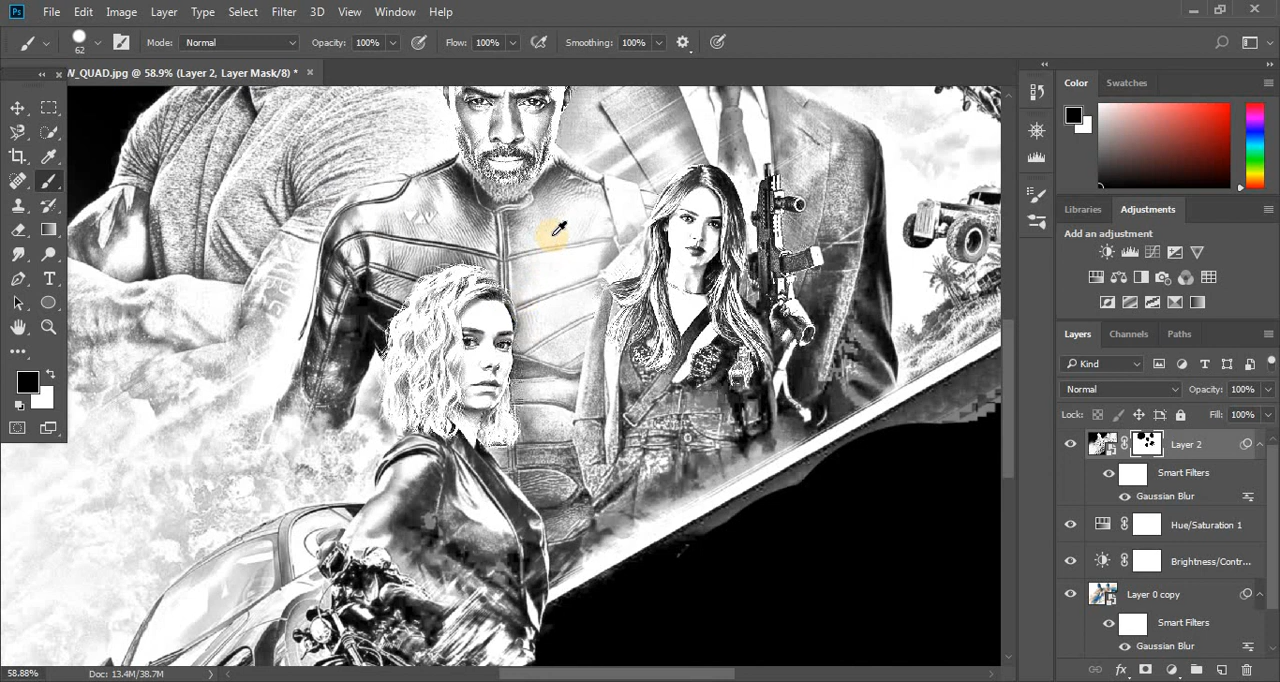 Ps File Edit Image Layer Type Select Filter 3D View Window Help
62 Mode: Normal Opacity: 100% Flow: 100% Smoothing: 100%
W_QUAD.jpg @ 58.9% (Layer 2, Layer Mask/8) *
Color Swatches
Libraries Adjustments
Add an adjustment
Layers Channels Paths
Kind
Normal Opacity: 100%
Lock: Fill: 100%
Layer 2
Smart Filters
Gaussian Blur
Hue/Saturation 1
Brightness/Contr...
Layer 0 copy
Smart Filters
Gaussian Blur
58.88% Doc: 13.4M/38.7M